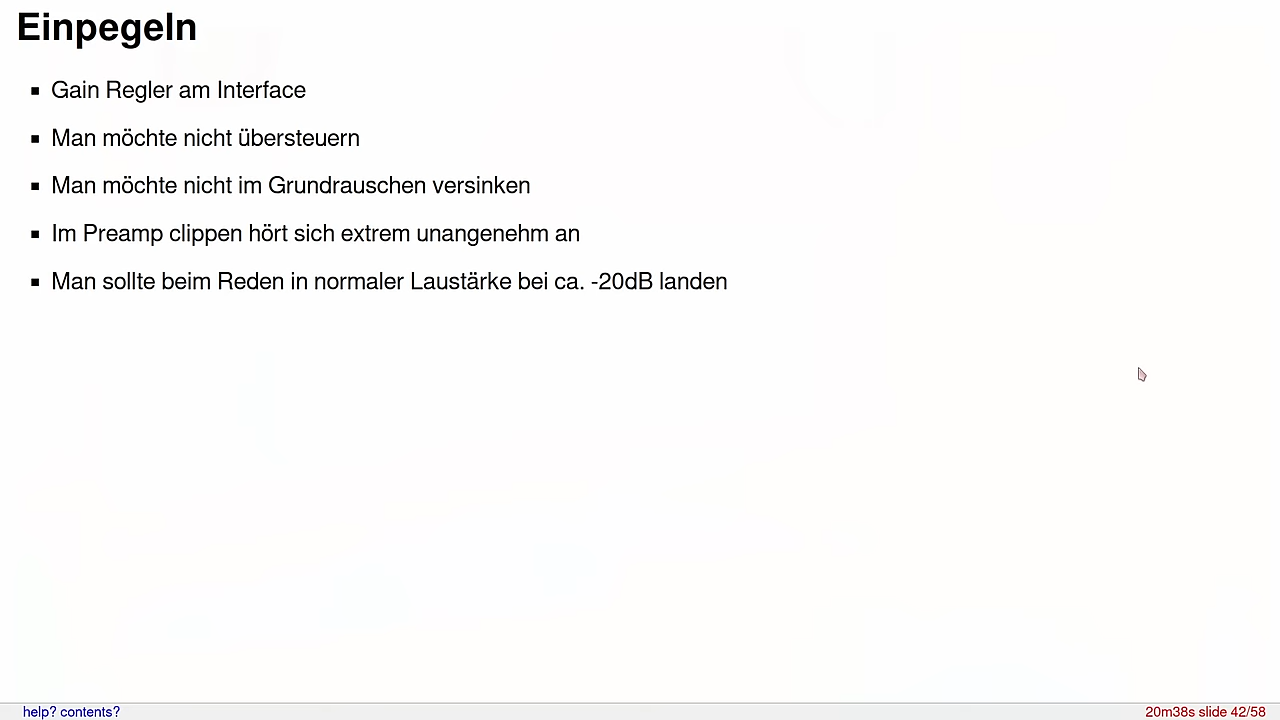 Einpegeln
Gain Regler am Interface
Man möchte nicht übersteuern
Man möchte nicht im Grundrauschen versinken
Im Preamp clippen hört sich extrem unangenehm an
Man sollte beim Reden in normaler Laustärke bei ca. -20dB landen
help? contents?
20m38s slide 42/58